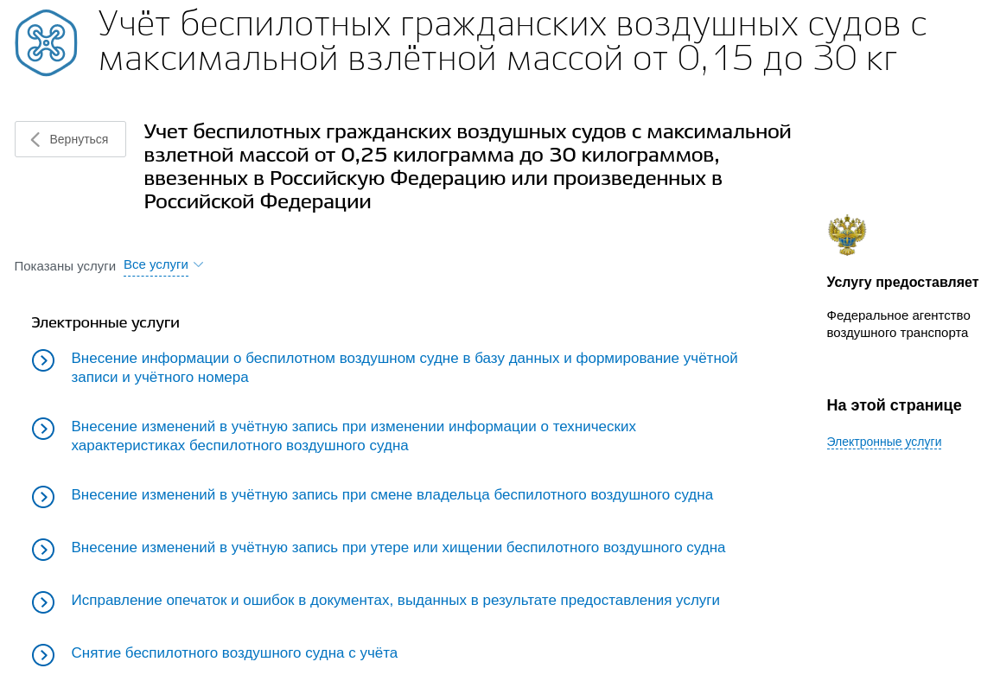 Учёт беспилотных гражданских воздушных судов с
максимальной взлётной массой от 0,15 до 30 кг
Вернуться
Учет беспилотных гражданских воздушных судов с максимальной
взлетной массой от 0,25 килограмма до 30 килограммов,
ввезенных в Российскую Федерацию или произведенных в
Российской Федерации
Показаны услуги Все услуги
Электронные услуги
Внесение информации о беспилотном воздушном судне в базу данных и формирование учётной
записи и учётного номера
Внесение изменений в учётную запись при изменении информации о технических
характеристиках беспилотного воздушного судна
Внесение изменений в учётную запись при смене владельца беспилотного воздушного судна
Внесение изменений в учётную запись при утере или хищении беспилотного воздушного судна
Исправление опечаток и ошибок в документах, выданных в результате предоставления услуги
Снятие беспилотного воздушного судна с учёта
Услугу предоставляет
Федеральное агентство
воздушного транспорта
На этой странице
Электронные услуги